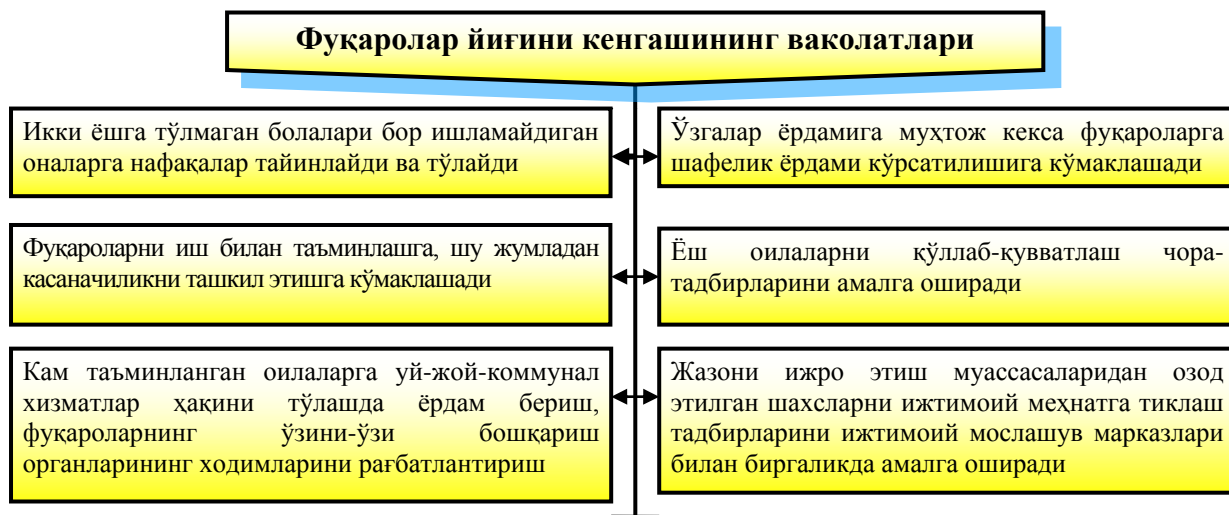 Фуқаролар йиғини кенгашининг ваколатлари
Икки ёшга тўлмаган болалари бор ишламайдиган
оналарга нафақалар тайинлайди ва тўлайди
Ўзгалар ёрдамига муҳтож кекса фуқароларга
шафелик ёрдами кўрсатилишига кўмаклашади
Фуқароларни иш билан таъминлашга, шу жумладан
касаначиликни ташкил этишга кўмаклашади
Ёш оилаларни қўллаб-қувватлаш чора-
тадбирларини амалга оширади
Кам таъминланган оилаларга уй-жой-коммунал
хизматлар ҳақини тўлашда ёрдам бериш,
фуқароларнинг ўзини-ўзи бошқариш
органларининг ходимларини рағбатлантириш
Жазони ижро этиш муассасаларидан озод
этилган шахсларни ижтимоий меҳнатга тиклаш
тадбирларини ижтимоий мослашув марказлари
билан биргаликда амалга оширади